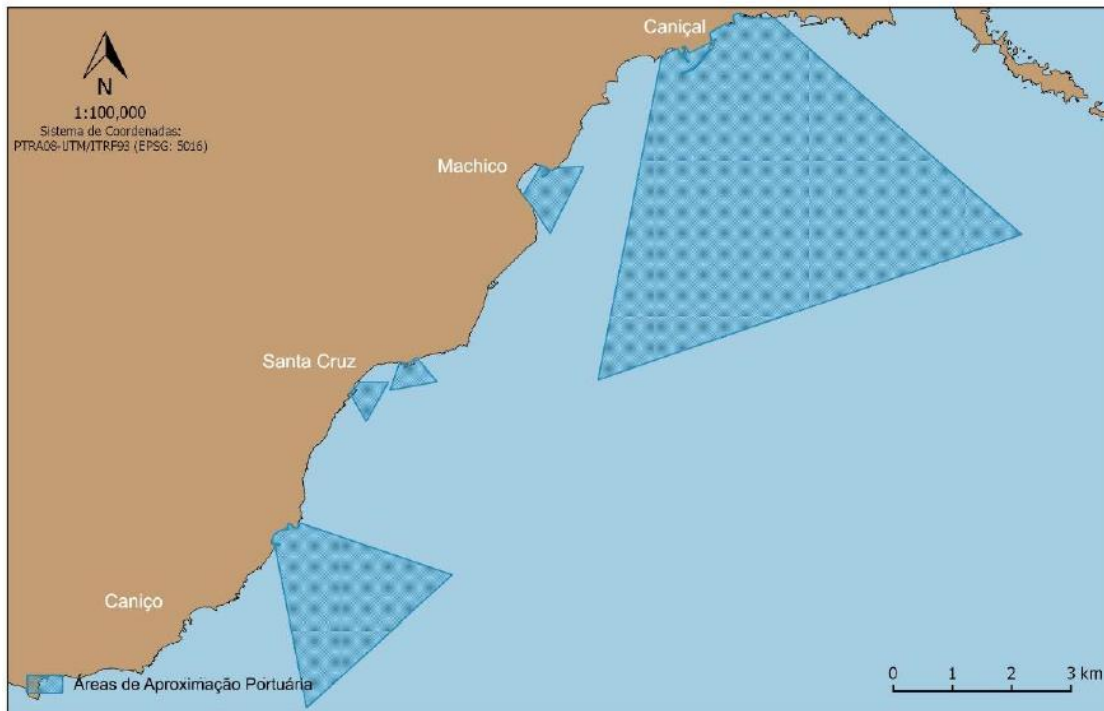 Caniçal
N
1:100,000
Sistema de Coordenadas:
PTRA08-UTM/ITRF93 (EPSG: 5016)
Machico
Santa Cruz
Caniço
Áreas de Aproximação Portuária
0 1 2 3 km